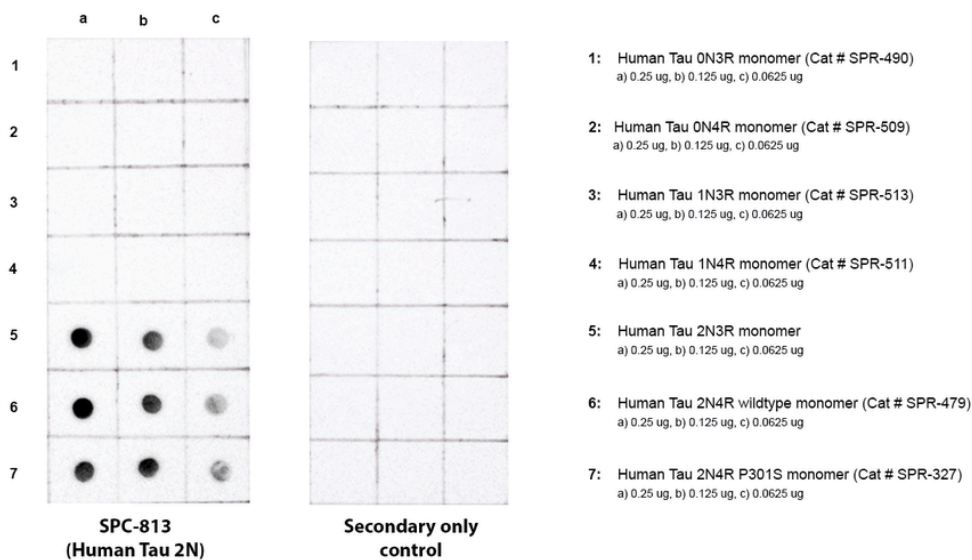 a b c
1
2
3
4
5
6
7
SPC-813
(Human Tau 2N)
Secondary only
control
1: Human Tau 0N3R monomer (Cat # SPR-490)
a) 0.25 ug, b) 0.125 ug, c) 0.0625 ug
2: Human Tau 0N4R monomer (Cat # SPR-509)
a) 0.25 ug, b) 0.125 ug, c) 0.0625 ug
3: Human Tau 1N3R monomer (Cat # SPR-513)
a) 0.25 ug, b) 0.125 ug, c) 0.0625 ug
4: Human Tau 1N4R monomer (Cat # SPR-511)
a) 0.25 ug, b) 0.125 ug, c) 0.0625 ug
5: Human Tau 2N3R monomer
a) 0.25 ug, b) 0.125 ug, c) 0.0625 ug
6: Human Tau 2N4R wildtype monomer (Cat # SPR-479)
a) 0.25 ug, b) 0.125 ug, c) 0.0625 ug
7: Human Tau 2N4R P301S monomer (Cat # SPR-327)
a) 0.25 ug, b) 0.125 ug, c) 0.0625 ug